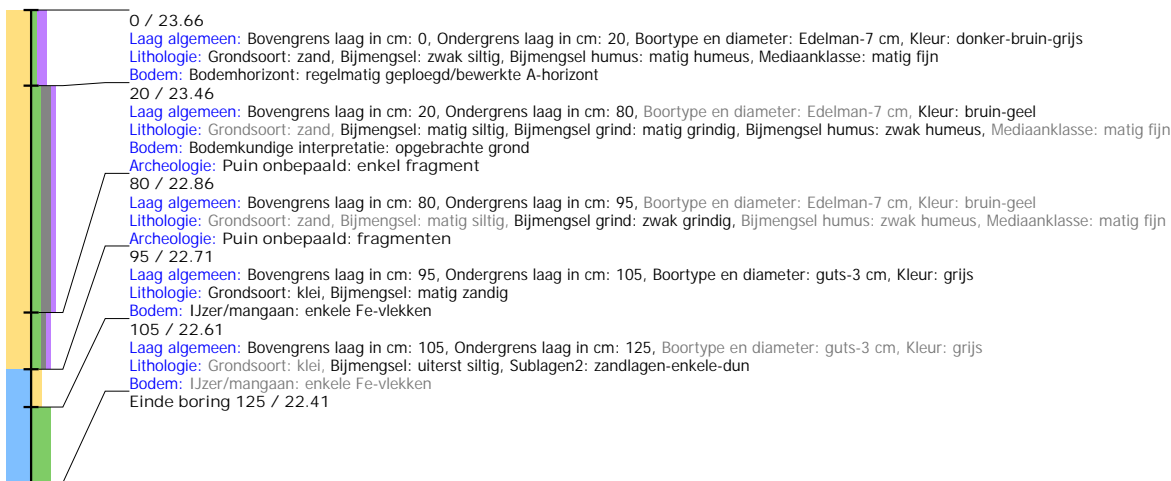 0 / 23.66
Laag algemeen: Bovengrens laag in cm: 0, Ondergrens laag in cm: 20, Boortype en diameter: Edelman-7 cm, Kleur: donker-bruin-grijs
Lithologie: Grondsoort: zand, Bijmengsel: zwak siltig, Bijmengsel humus: matig humeus, Mediaanklasse: matig fijn
Bodem: Bodemhorizont: regelmatig geploegd/bewerkte A-horizont
20 / 23.46
Laag algemeen: Bovengrens laag in cm: 20, Ondergrens laag in cm: 80, Boortype en diameter: Edelman-7 cm, Kleur: bruin-geel
Lithologie: Grondsoort: zand, Bijmengsel: matig siltig, Bijmengsel grind: matig grindig, Bijmengsel humus: zwak humeus, Mediaanklasse: matig fijn
Bodem: Bodemkundige interpretatie: opgebrachte grond
Archeologie: Puin onbepaald: enkel fragment
80 / 22.86
Laag algemeen: Bovengrens laag in cm: 80, Ondergrens laag in cm: 95, Boortype en diameter: Edelman-7 cm, Kleur: bruin-geel
Lithologie: Grondsoort: zand, Bijmengsel: matig siltig, Bijmengsel grind: zwak grindig, Bijmengsel humus: zwak humeus, Mediaanklasse: matig fijn
Archeologie: Puin onbepaald: fragmenten
95 / 22.71
Laag algemeen: Bovengrens laag in cm: 95, Ondergrens laag in cm: 105, Boortype en diameter: guts-3 cm, Kleur: grijs
Lithologie: Grondsoort: klei, Bijmengsel: matig zandig
Bodem: IJzer/mangaan: enkele Fe-vlekken
105 / 22.61
Laag algemeen: Bovengrens laag in cm: 105, Ondergrens laag in cm: 125, Boortype en diameter: guts-3 cm, Kleur: grijs
Lithologie: Grondsoort: klei, Bijmengsel: uiterst siltig, Sublagen2: zandlagen-enkele-dun
Bodem: IJzer/mangaan: enkele Fe-vlekken
Einde boring 125 / 22.41